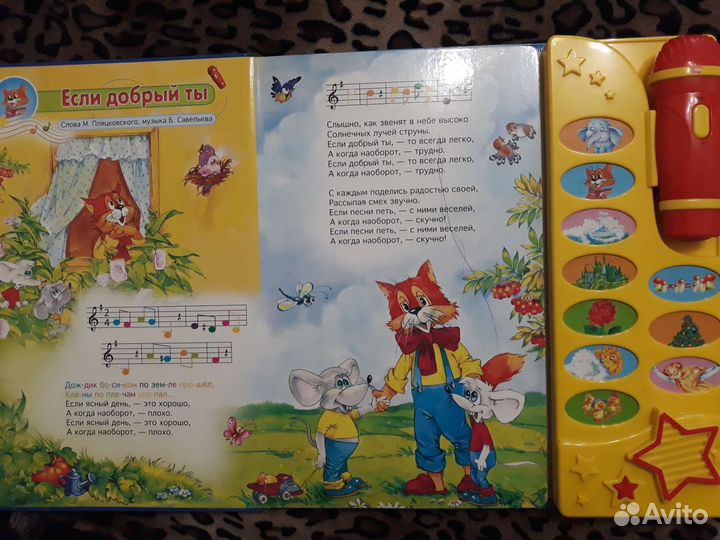 Если добрый ты
Слова М. Пляцковского, музыка Б. Савельева
2
4
Дож-дик бо-си-ком по зем-ле про-шёл,
Клё-ны по пле-чам хло-пал...
Если ясный день, — это хорошо,
А когда наоборот, — плохо.
Если ясный день, — это хорошо,
А когда наоборот, — плохо.
Слышно, как звенят в небе высоко
Солнечных лучей струны.
Если добрый ты, — то всегда легко,
А когда наоборот, — трудно.
Если добрый ты, — то всегда легко,
А когда наоборот, — трудно.
С каждым поделись радостью своей,
Рассыпая смех звучно.
Если песни петь, — с ними веселей,
А когда наоборот, — скучно!
Если песни петь, — с ними веселей,
А когда наоборот, — скучно!
Avito